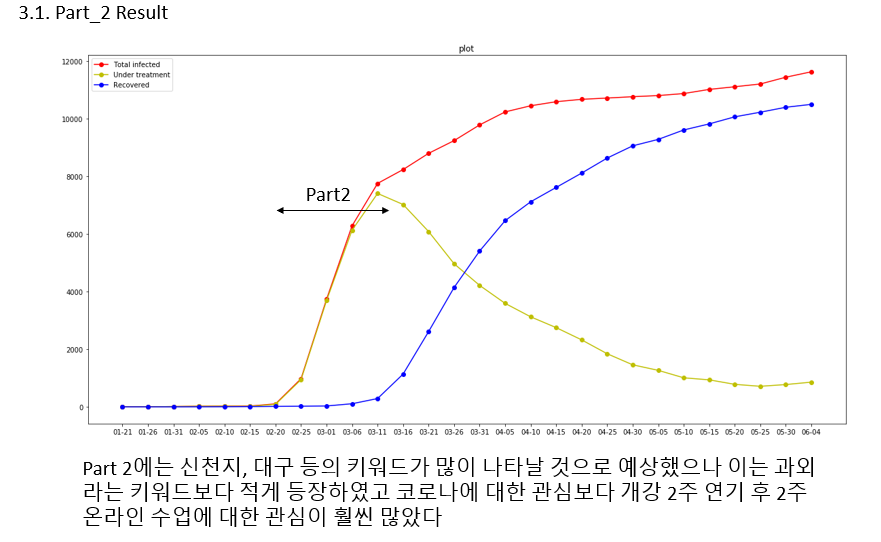 3.1. Part_2 Result
plot
Total infected
Under treatment
Recovered
12000
10000
8000
6000
4000
2000
0
Part2
01-21 01-26 01-31 02-05 02-10 02-15 02-20 02-25 03-01 03-06 03-11 03-16 03-21 03-26 03-31 04-05 04-10 04-15 04-20 04-25 04-30 05-05 05-10 05-15 05-20 05-25 05-30 06-04
Part 2에는 신천지, 대구 등의 키워드가 많이 나타날 것으로 예상했으나 이는 과외
라는 키워드보다 적게 등장하였고 코로나에 대한 관심보다 개강 2주 연기 후 2주
온라인 수업에 대한 관심이 훨씬 많았다